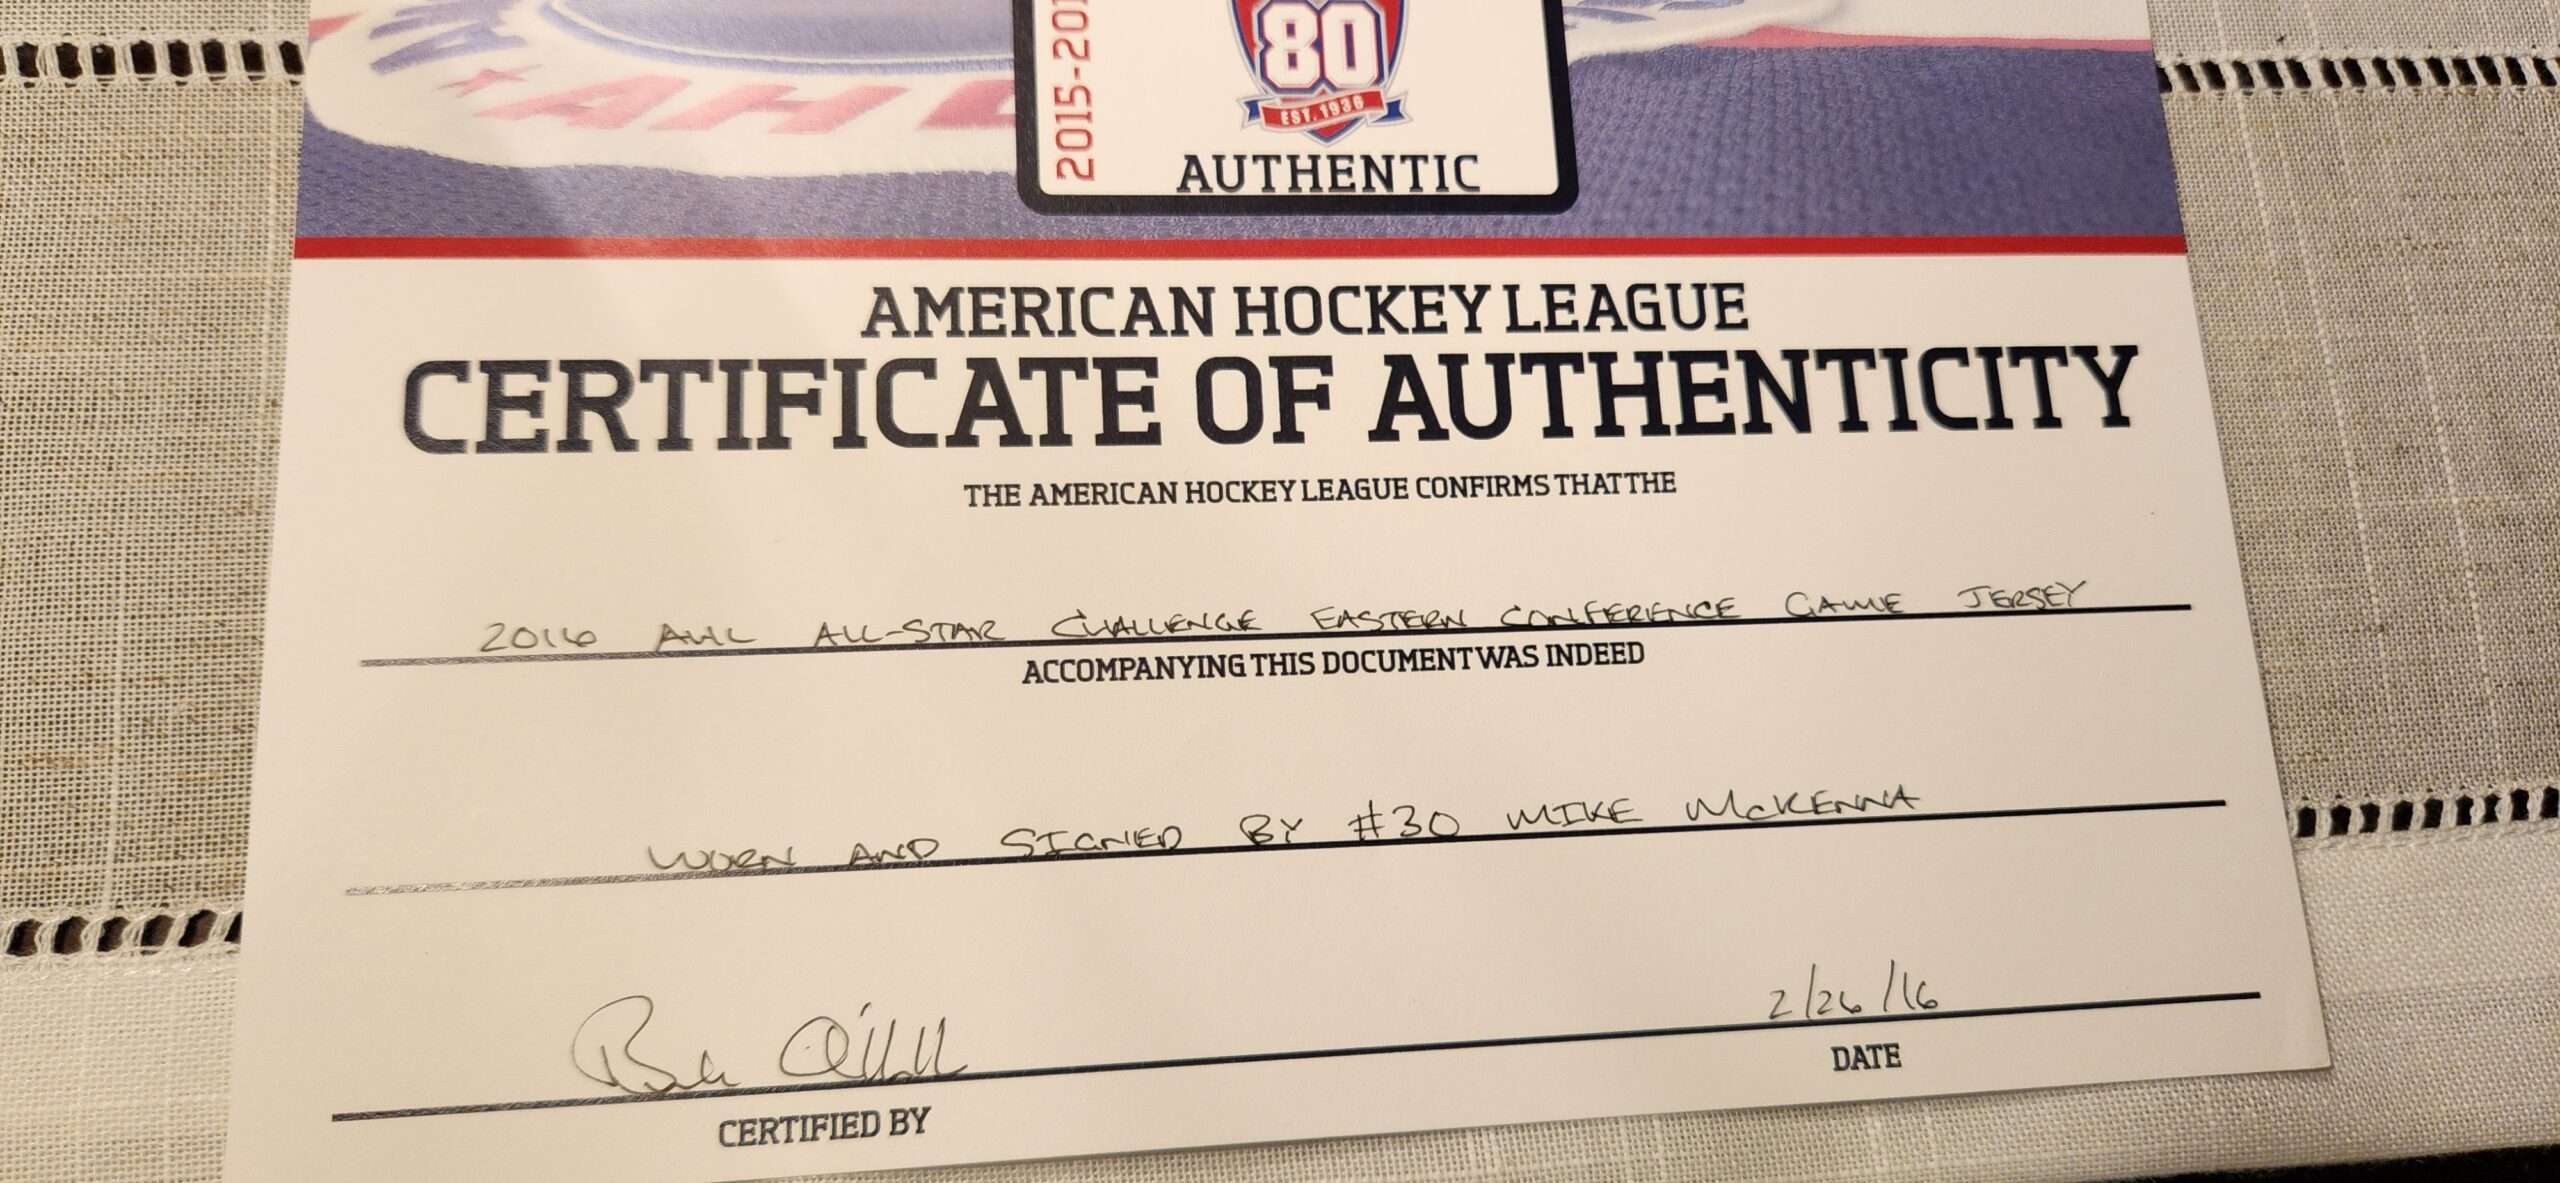 AHL
2015-201
80
EST. 1936
AUTHENTIC
AMERICAN HOCKEY LEAGUE
CERTIFICATE OF AUTHENTICITY
THE AMERICAN HOCKEY LEAGUE CONFIRMS THAT THE
2016 AHL ALL-STAR CHALLENGE EASTERN CONFERENCE GAME JERSEY
ACCOMPANYING THIS DOCUMENT WAS INDEED
WORN AND SIGNED BY #30 MIKE MCKENNA
2/26/16
CERTIFIED BY
DATE